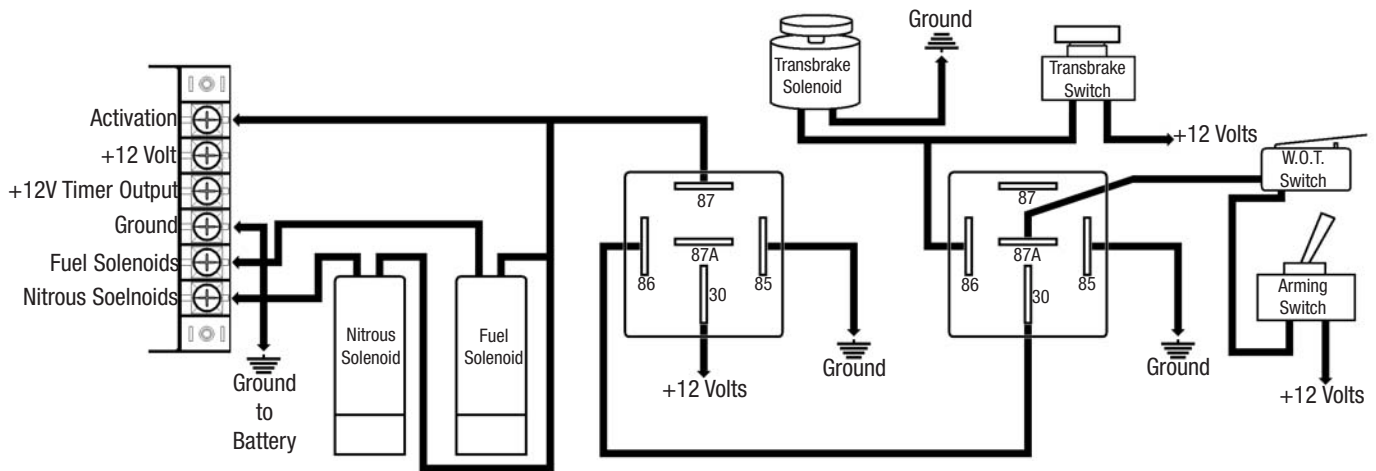 Activation
+12 Volt
+12V Timer Output
Ground
Fuel Solenoids
Nitrous Soelnoids
Ground
to
Battery
Nitrous
Solenoid
Fuel
Solenoid
87
87A
86
30
85
+12 Volts
Ground
Transbrake
Solenoid
Ground
Transbrake
Switch
+12 Volts
87
87A
86
30
85
Ground
W.O.T.
Switch
Arming
Switch
+12 Volts